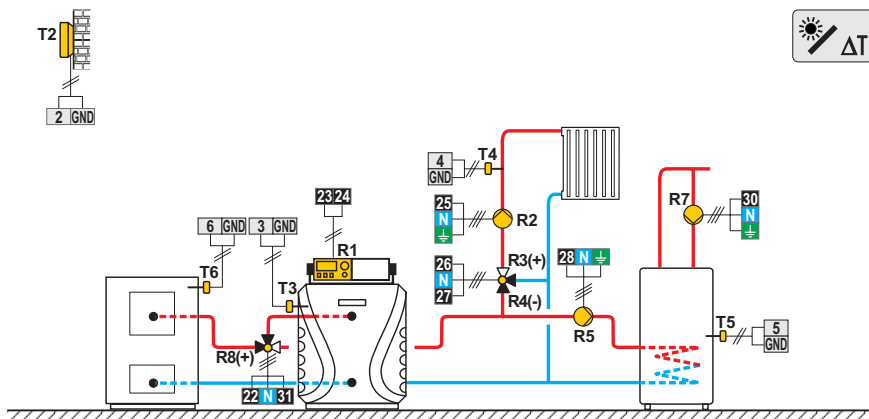 T2
ΔT
2 GND
4
GND
T4
23 24
25
N
R2
R7
30
N
6 GND
3 GND
R1
28 N
26
N
27
R3(+)
R4(-)
T6
T3
R5
T5
5
GND
R8(+)
22 N 31